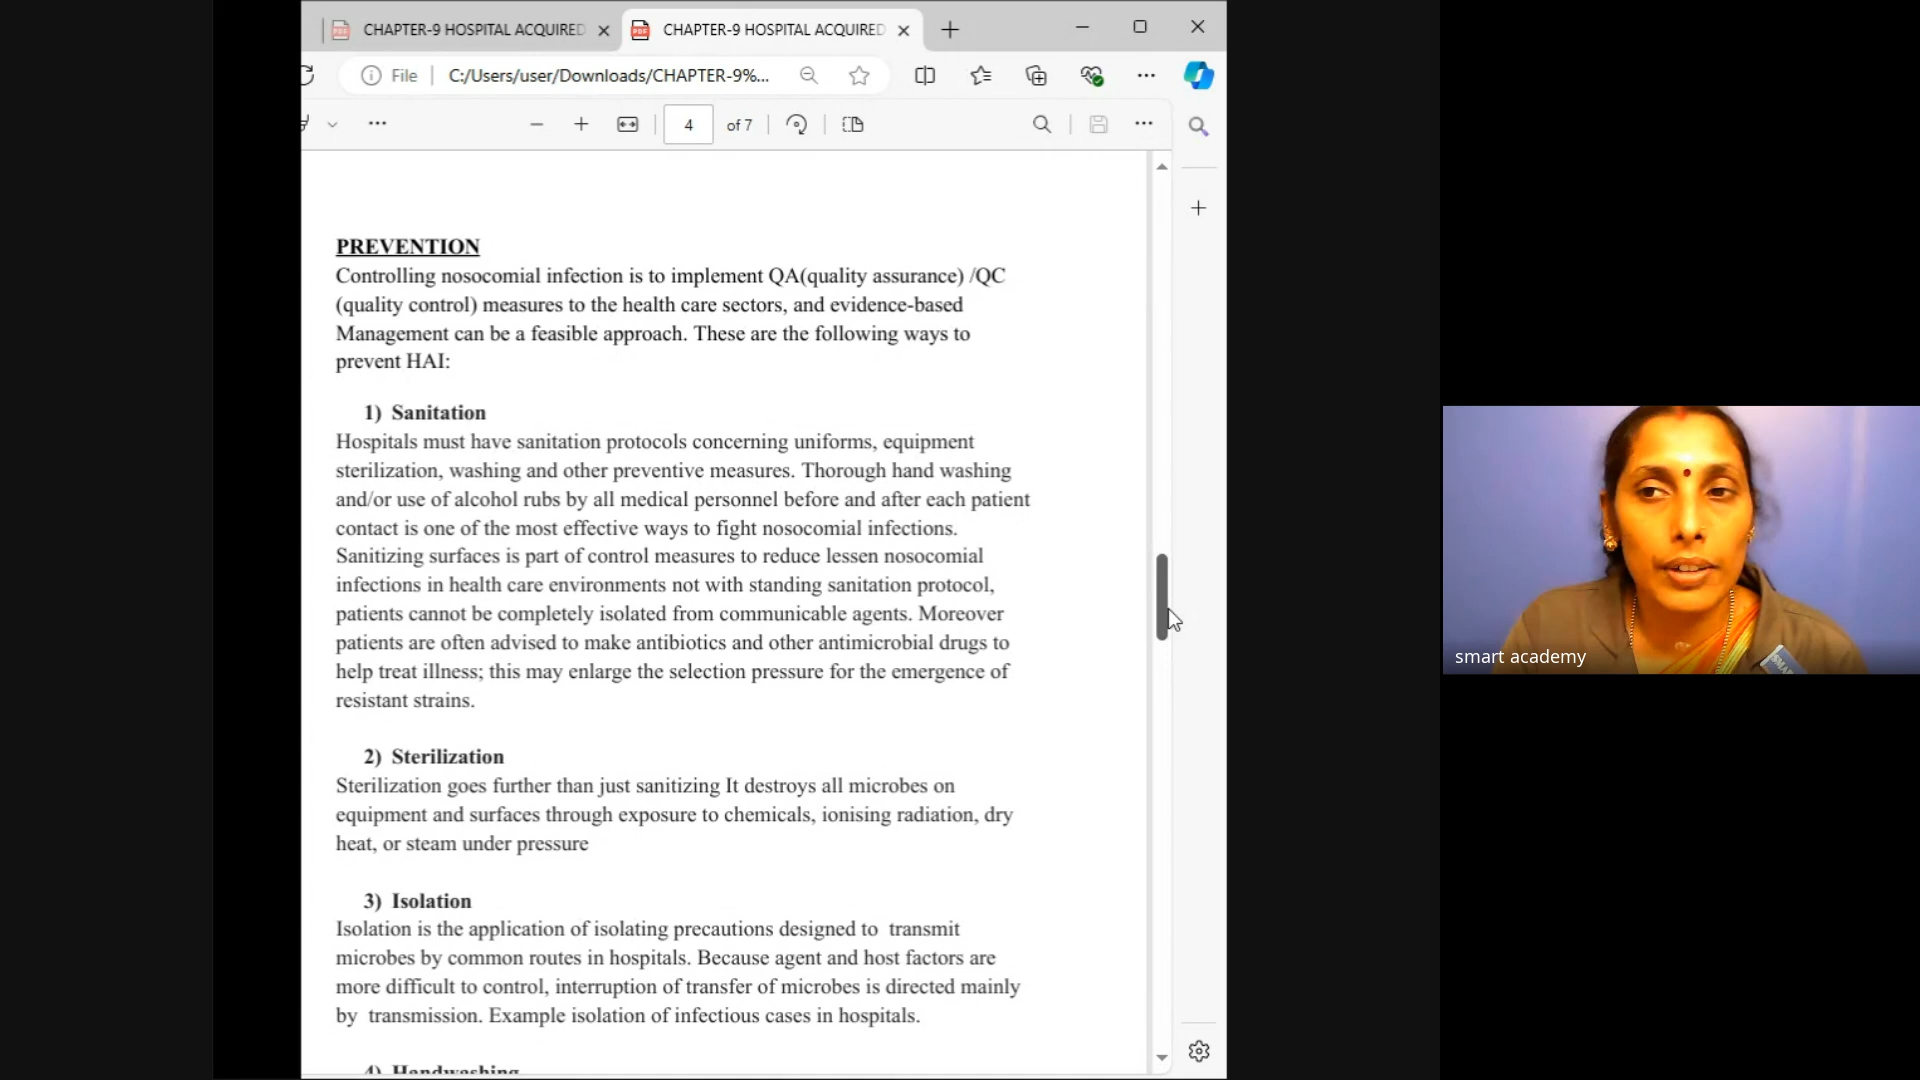 CHAPTER-9 HOSPITAL ACQUIRED
CHAPTER-9 HOSPITAL ACQUIRED
File
C:/Users/user/Downloads/CHAPTER-9%...
4 of 7
PREVENTION
Controlling nosocomial infection is to implement QA(quality assurance) /QC
(quality control) measures to the health care sectors, and evidence-based
Management can be a feasible approach. These are the following ways to
prevent HAI:
1) Sanitation
Hospitals must have sanitation protocols concerning uniforms, equipment
sterilization, washing and other preventive measures. Thorough hand washing
and/or use of alcohol rubs by all medical personnel before and after each patient
contact is one of the most effective ways to fight nosocomial infections.
Sanitizing surfaces is part of control measures to reduce lessen nosocomial
infections in health care environments not with standing sanitation protocol,
patients cannot be completely isolated from communicable agents. Moreover
patients are often advised to make antibiotics and other antimicrobial drugs to
help treat illness; this may enlarge the selection pressure for the emergence of
resistant strains.
2) Sterilization
Sterilization goes further than just sanitizing It destroys all microbes on
equipment and surfaces through exposure to chemicals, ionising radiation, dry
heat, or steam under pressure
3) Isolation
Isolation is the application of isolating precautions designed to transmit
microbes by common routes in hospitals. Because agent and host factors are
more difficult to control, interruption of transfer of microbes is directed mainly
by transmission. Example isolation of infectious cases in hospitals.
4) Handwashing
smart academy